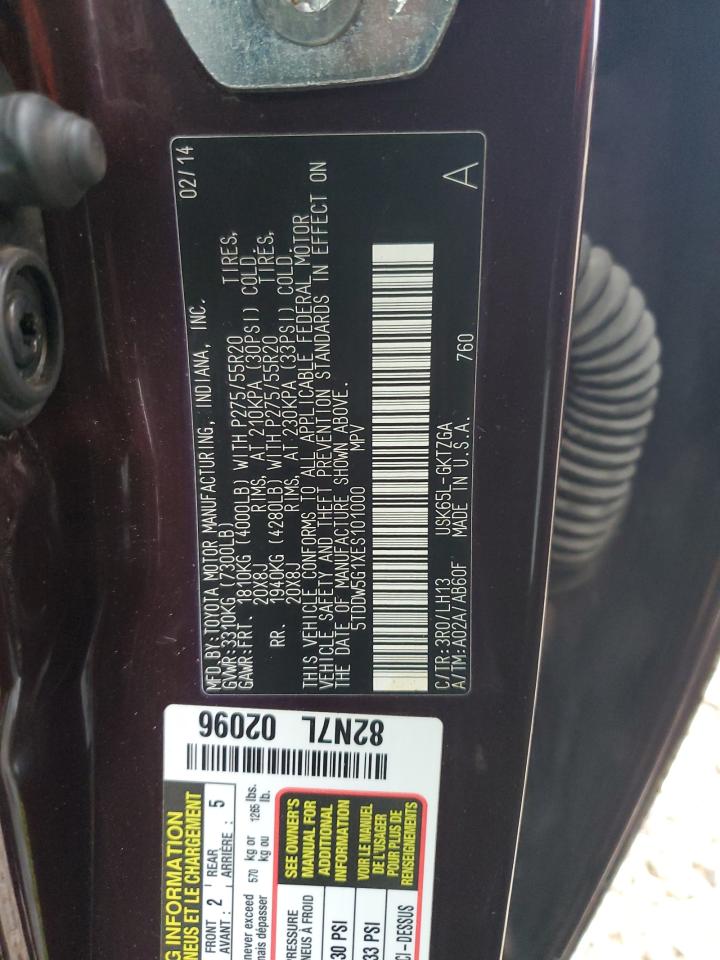 MFD.BY:TOYOTA MOTOR MANUFACTURING, INDIANA, INC. 02/14
GVWR:3310KG (7300LB)
GAWR:FRT. 1810KG (4000LB) WITH P275/55R20 TIRES,
20X8J RIMS, AT 210KPA (30PSI) COLD.
RR. 1940KG (4280LB) WITH P275/55R20 TIRES,
20X8J RIMS, AT 230KPA (33PSI) COLD.
THIS VEHICLE CONFORMS TO ALL APPLICABLE FEDERAL MOTOR
VEHICLE SAFETY AND THEFT PREVENTION STANDARDS IN EFFECT ON
THE DATE OF MANUFACTURE SHOWN ABOVE.
5TDDW5G1XES101000 MPV
C/TR:3R0/LH13 USK65L-GKTZGA 760 A
A/TM:A02A/AB60F MADE IN U.S.A.
82N7L
02096
G INFORMATION
NEUS ET LE CHARGEMENT
FRONT
AVANT : 2
REAR
ARRIÈRE : 5
never exceed 570 kg or 1265 lbs.
mais dépasser kg ou lb.
SEE OWNER'S
MANUAL FOR
ADDITIONAL
INFORMATION
VOIR LE MANUEL
DE L'USAGER
POUR PLUS DE
RENSEIGNEMENTS
PRESSURE
NEUS À FROID
30 PSI
33 PSI
CI-DESSUS